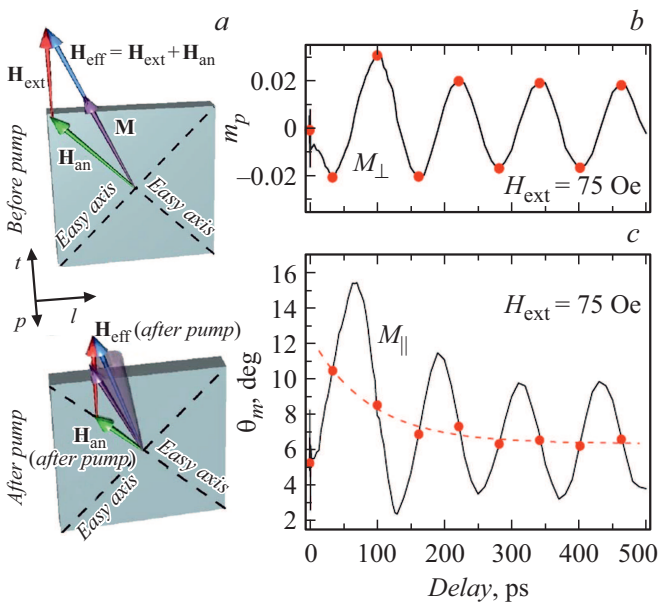 a
H_ext
H_eff = H_ext + H_an
M
H_an
Easy axis
Easy axis
Before pump
t
p
l
H_eff (after pump)
H_an
(after pump)
Easy axis
Easy axis
After pump
b
m_p
0.02
0
−0.02
M_⊥
H_ext = 75 Oe
c
θ_m, deg
16
14
12
10
8
6
4
2
M_∥
H_ext = 75 Oe
0
100
200
300
400
500
Delay, ps